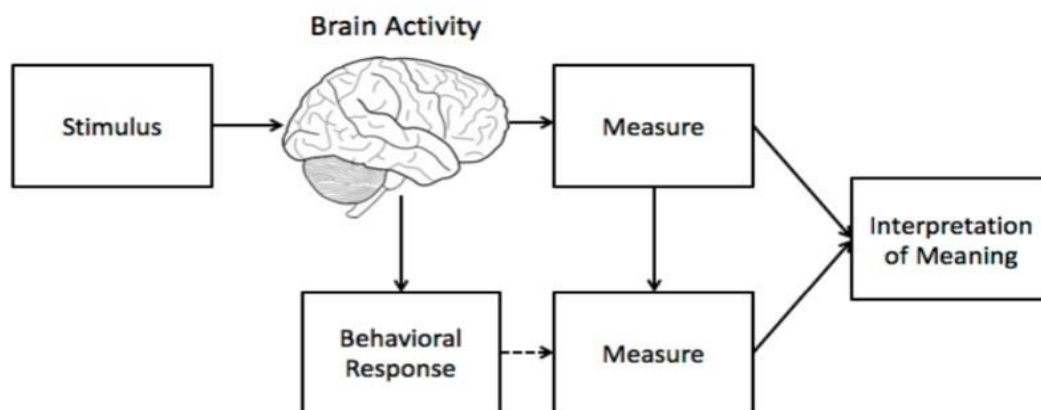 Brain Activity
Stimulus
Measure
Interpretation
of Meaning
Behavioral
Response
Measure